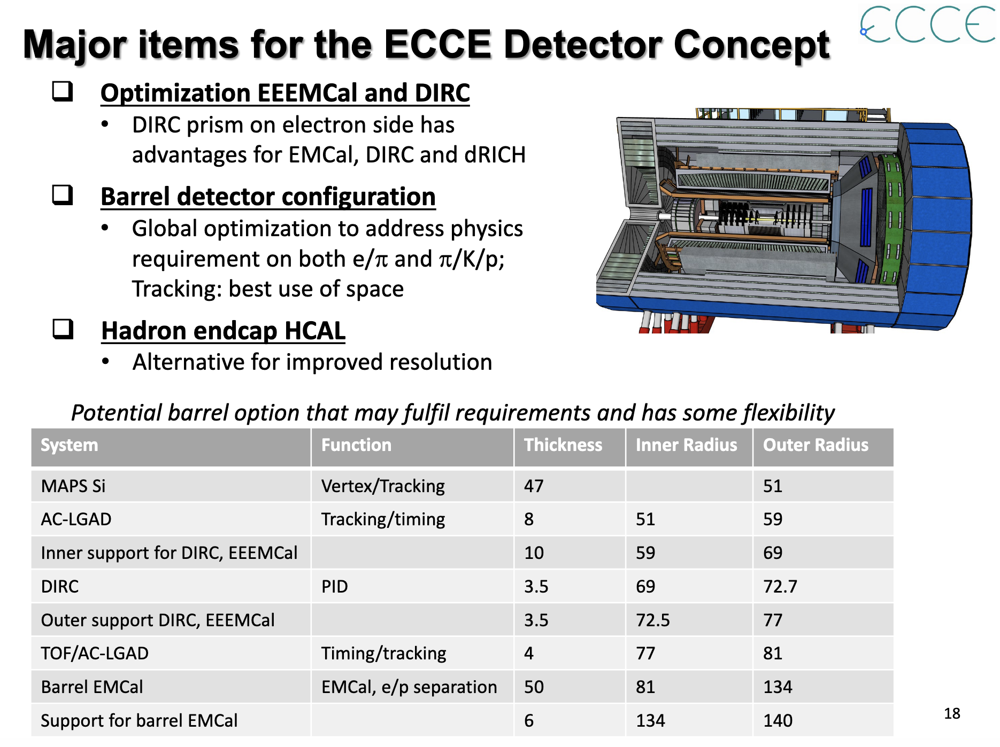 ECCE
Major items for the ECCE Detector Concept
❑ Optimization EEEMCal and DIRC
• DIRC prism on electron side has
advantages for EMCal, DIRC and dRICH
❑ Barrel detector configuration
• Global optimization to address physics
requirement on both e/π and π/K/p;
Tracking: best use of space
❑ Hadron endcap HCAL
• Alternative for improved resolution
Potential barrel option that may fulfil requirements and has some flexibility
System Function Thickness Inner Radius Outer Radius
MAPS Si Vertex/Tracking 47 51
AC-LGAD Tracking/timing 8 51 59
Inner support for DIRC, EEEMCal 10 59 69
DIRC PID 3.5 69 72.7
Outer support DIRC, EEEMCal 3.5 72.5 77
TOF/AC-LGAD Timing/tracking 4 77 81
Barrel EMCal EMCal, e/p separation 50 81 134
Support for barrel EMCal 6 134 140
18